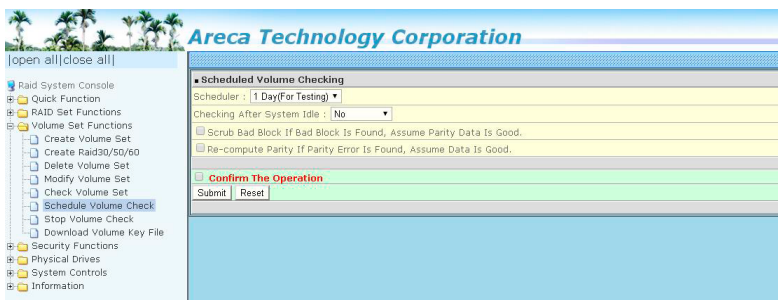 Areca Technology Corporation
|open all|close all|
Raid System Console
Quick Function
RAID Set Functions
Volume Set Functions
Create Volume Set
Create Raid30/50/60
Delete Volume Set
Modify Volume Set
Check Volume Set
Schedule Volume Check
Stop Volume Check
Download Volume Key File
Security Functions
Physical Drives
System Controls
Information
Scheduled Volume Checking
Scheduler : 1 Day(For Testing)
Checking After System Idle : No
Scrub Bad Block If Bad Block Is Found, Assume Parity Data Is Good.
Re-compute Parity If Parity Error Is Found, Assume Data Is Good.
Confirm The Operation
Submit Reset